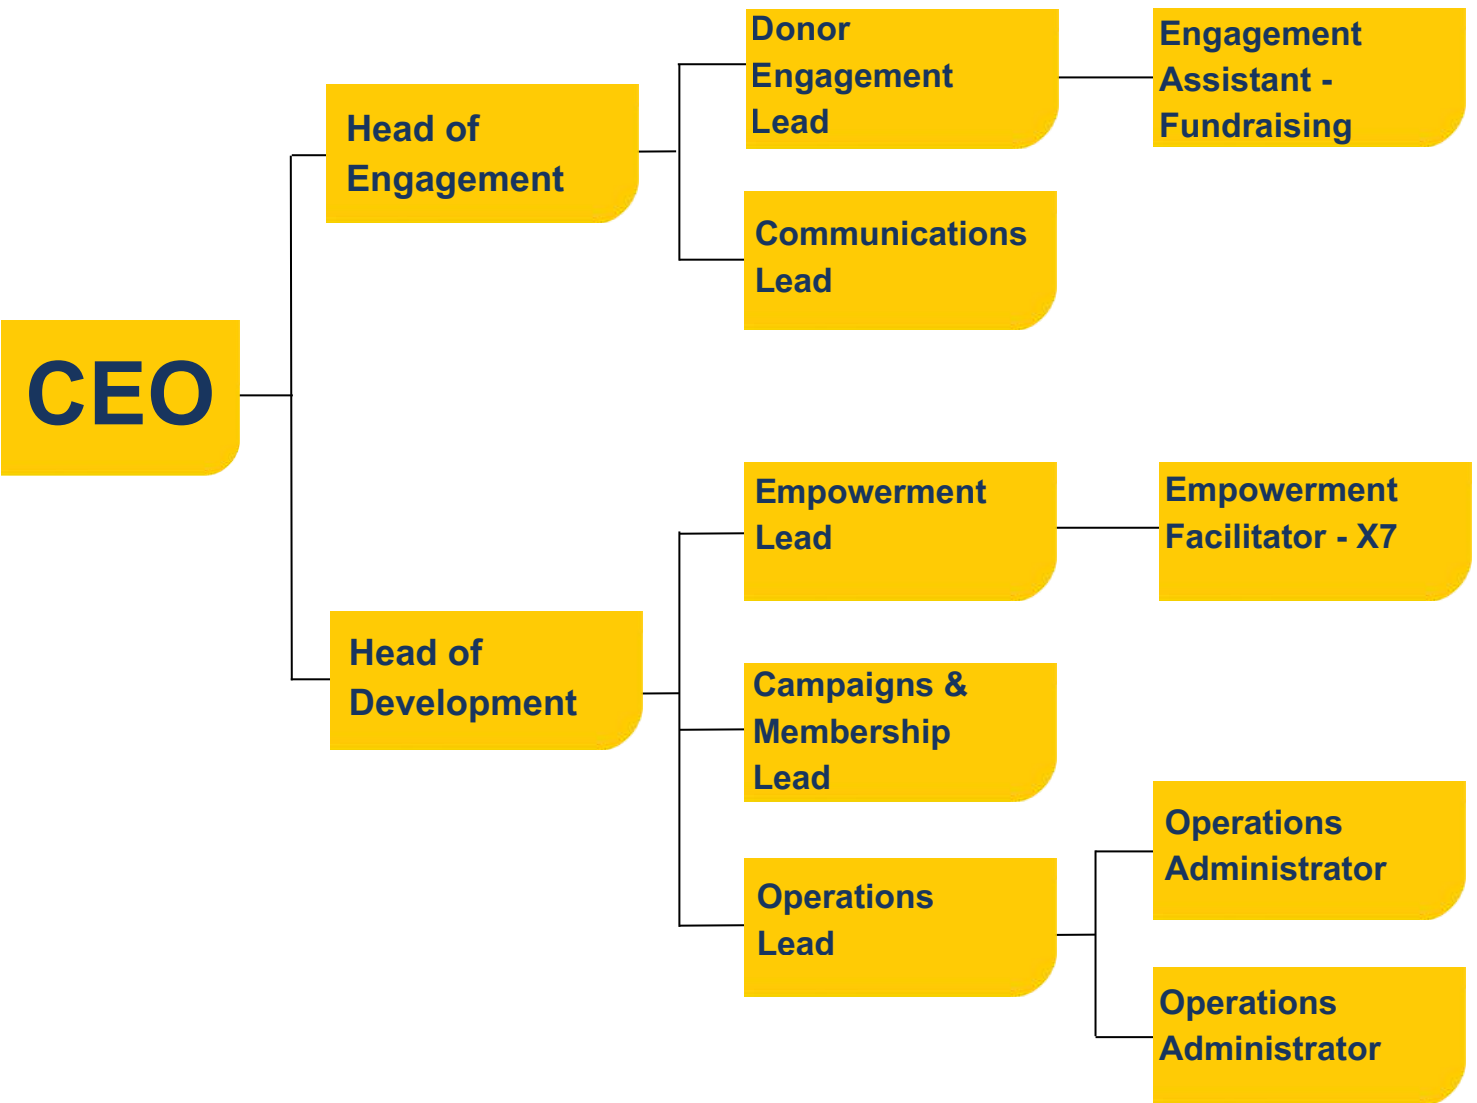 Donor
Engagement
Lead
Engagement
Assistant -
Fundraising
Head of
Engagement
Communications
Lead
CEO
Empowerment
Lead
Empowerment
Facilitator - X7
Head of
Development
Campaigns &
Membership
Lead
Operations
Administrator
Operations
Lead
Operations
Administrator